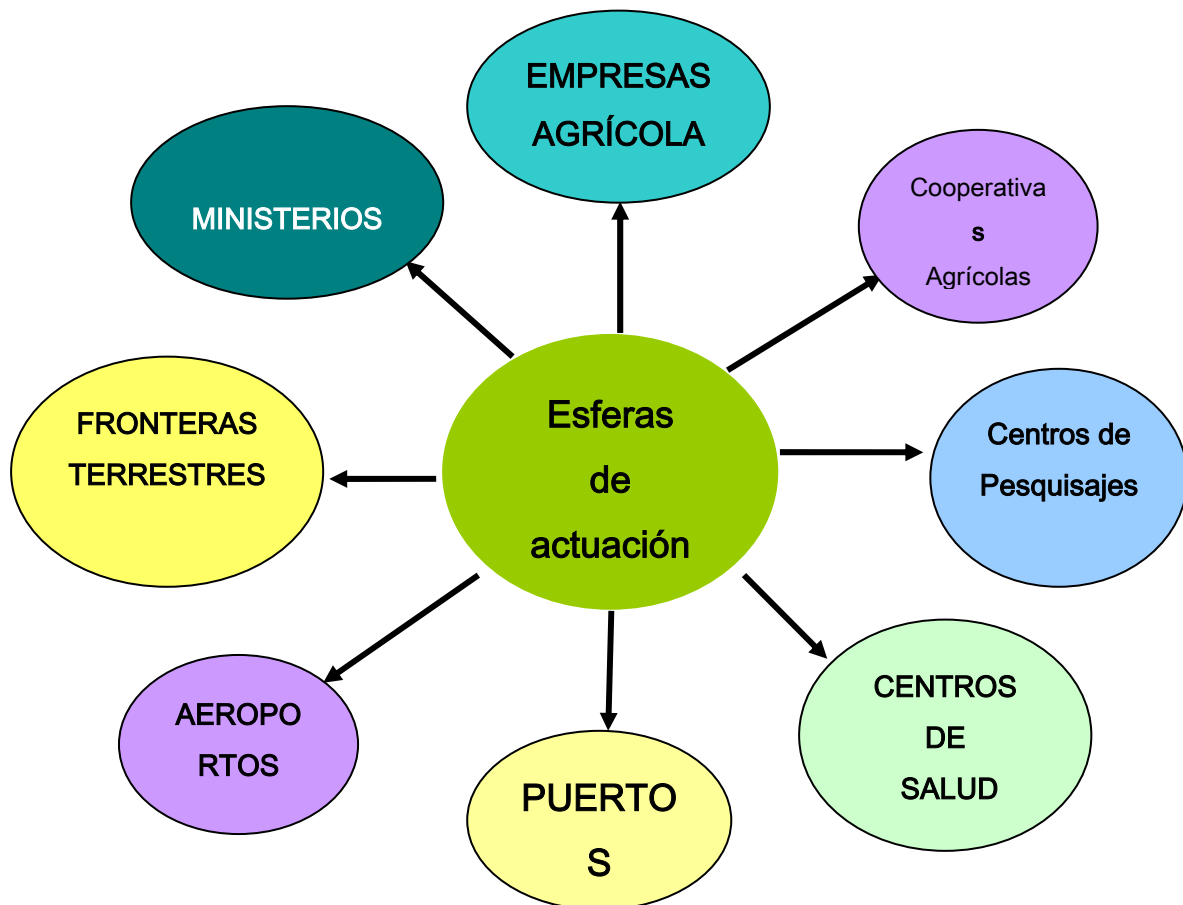 EMPRESAS
AGRÍCOLA
MINISTERIOS
Cooperativa
s
Agrícolas
FRONTERAS
TERRESTRES
Esferas
de
actuación
Centros de
Pesquisajes
AEROPO
RTOS
PUERTO
S
CENTROS
DE
SALUD